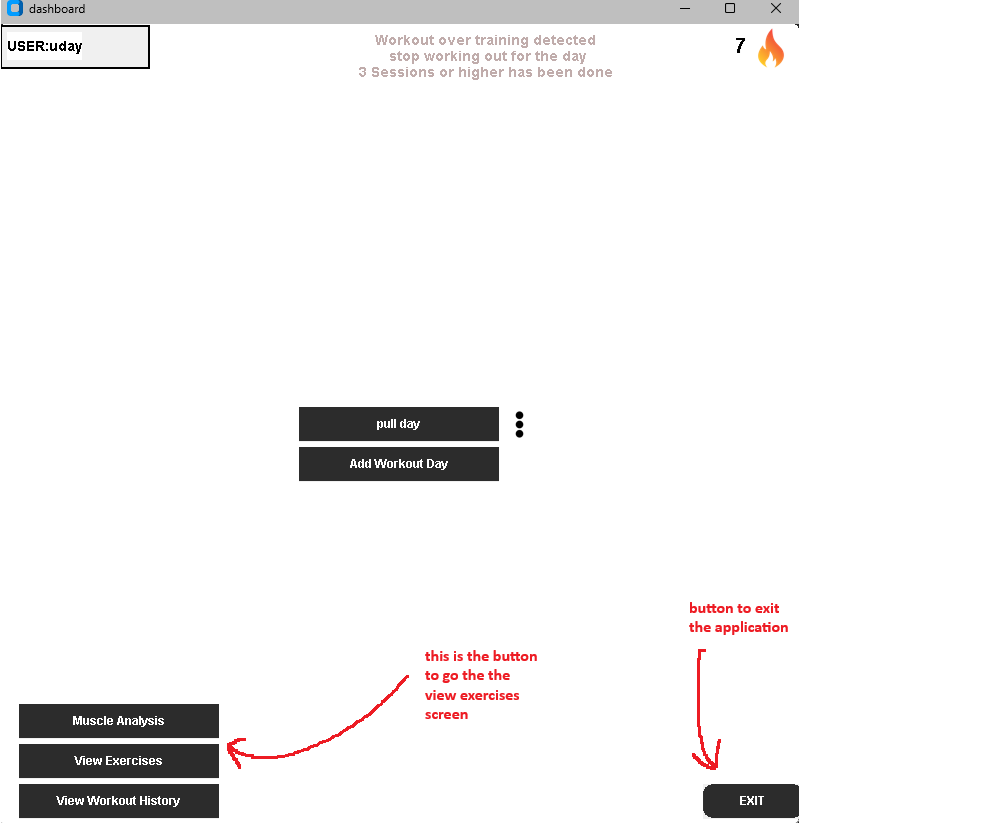 dashboard
USER:uday
Workout over training detected
stop working out for the day
3 Sessions or higher has been done
7
pull day
Add Workout Day
button to exit
the application
this is the button
to go the the
view exercises
screen
Muscle Analysis
View Exercises
View Workout History
EXIT